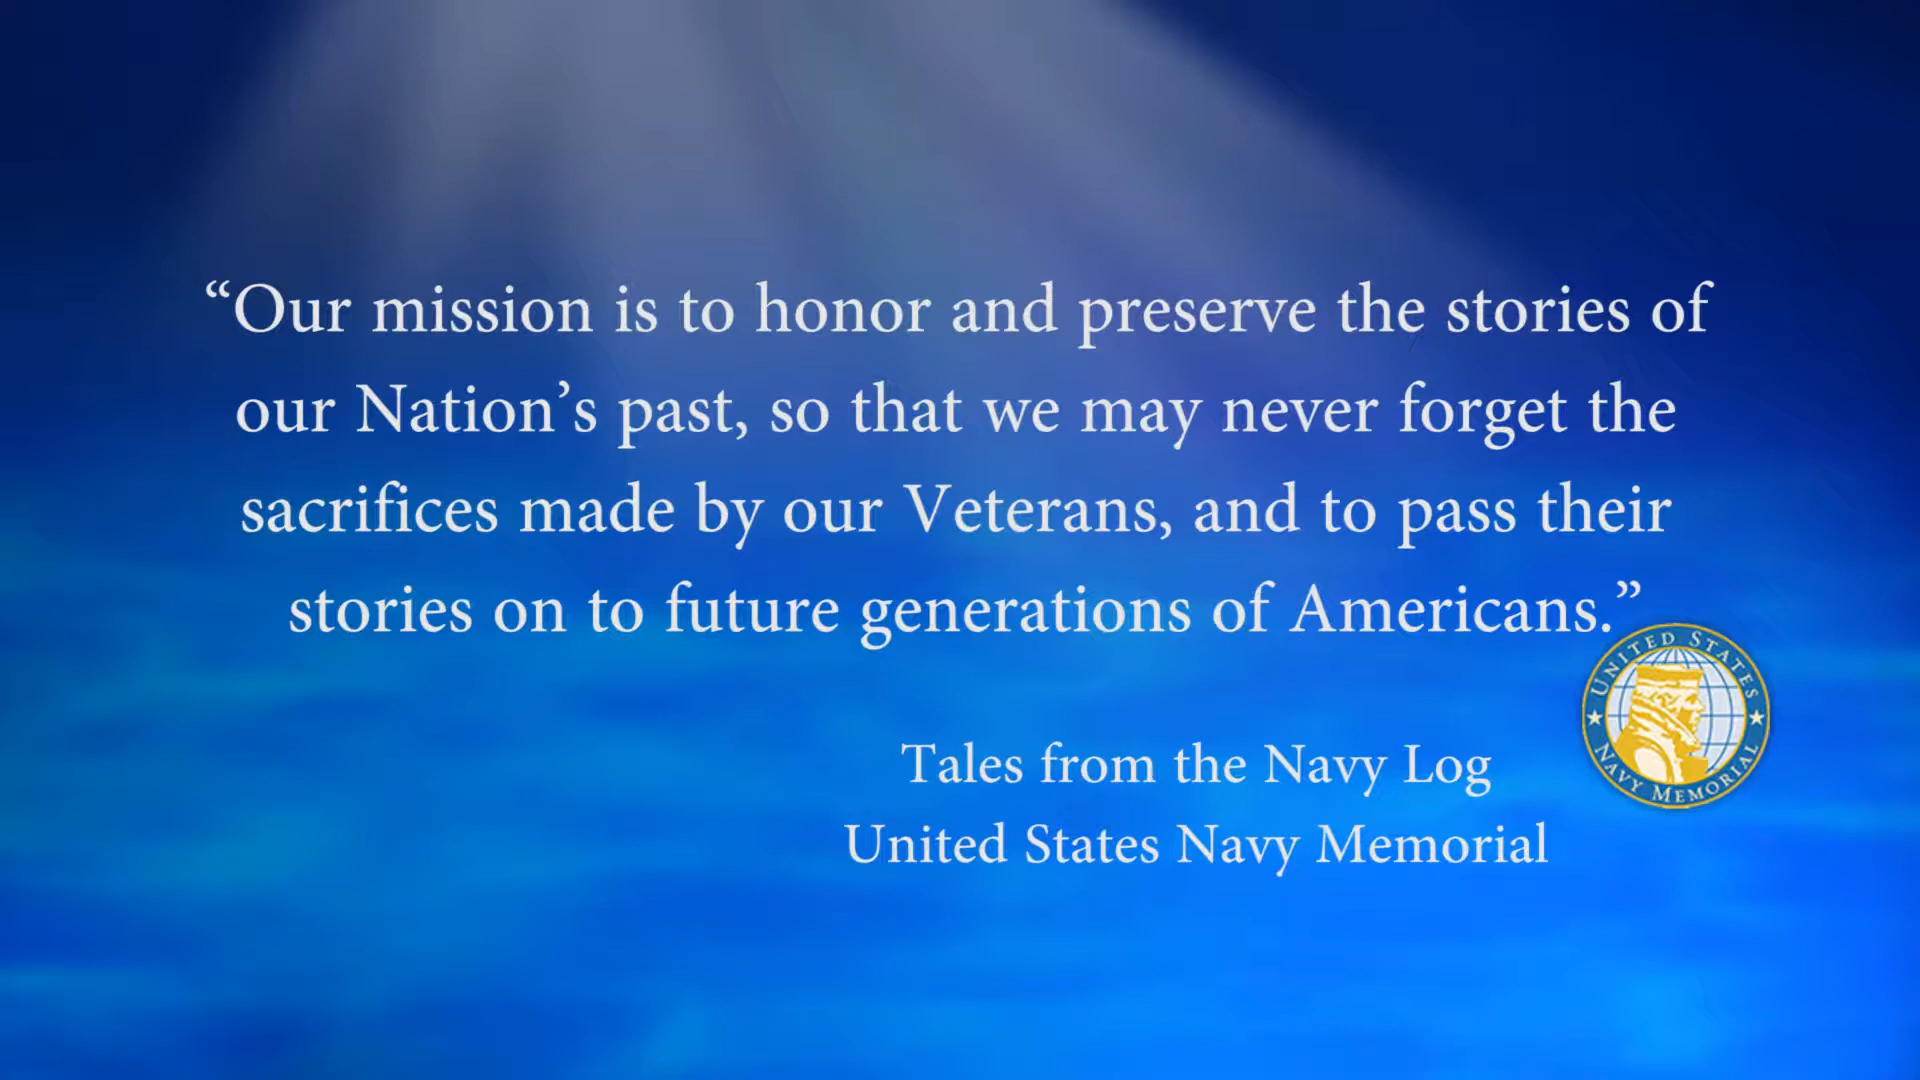 “Our mission is to honor and preserve the stories of
our Nation’s past, so that we may never forget the
sacrifices made by our Veterans, and to pass their
stories on to future generations of Americans.”
UNITED STATES
NAVY MEMORIAL
Tales from the Navy Log
United States Navy Memorial